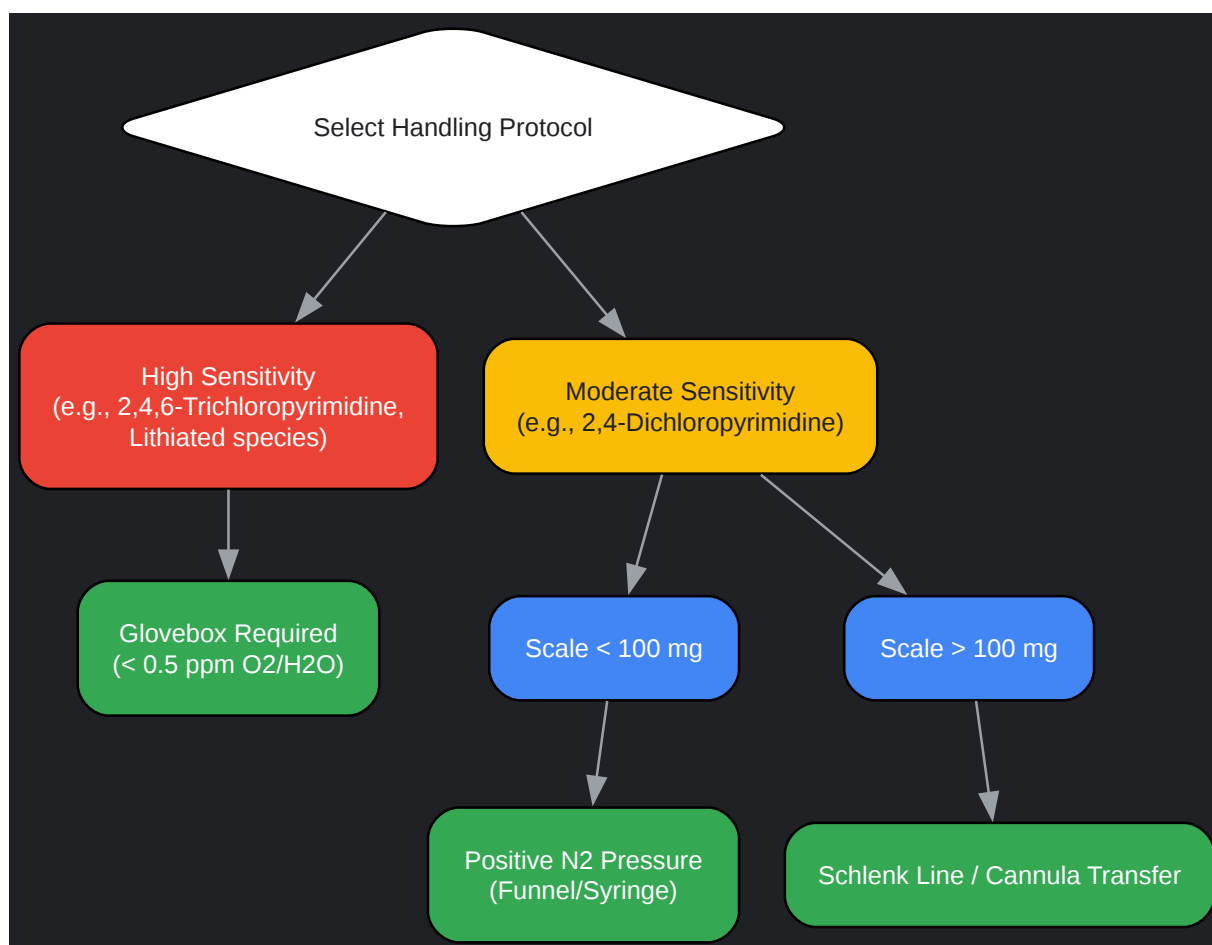 Select Handling Protocol
High Sensitivity
(e.g., 2,4,6-Trichloropyrimidine,
Lithiated species)
Moderate Sensitivity
(e.g., 2,4-Dichloropyrimidine)
Glovebox Required
(< 0.5 ppm O2/H2O)
Scale < 100 mg
Scale > 100 mg
Positive N2 Pressure
(Funnel/Syringe)
Schlenk Line / Cannula Transfer